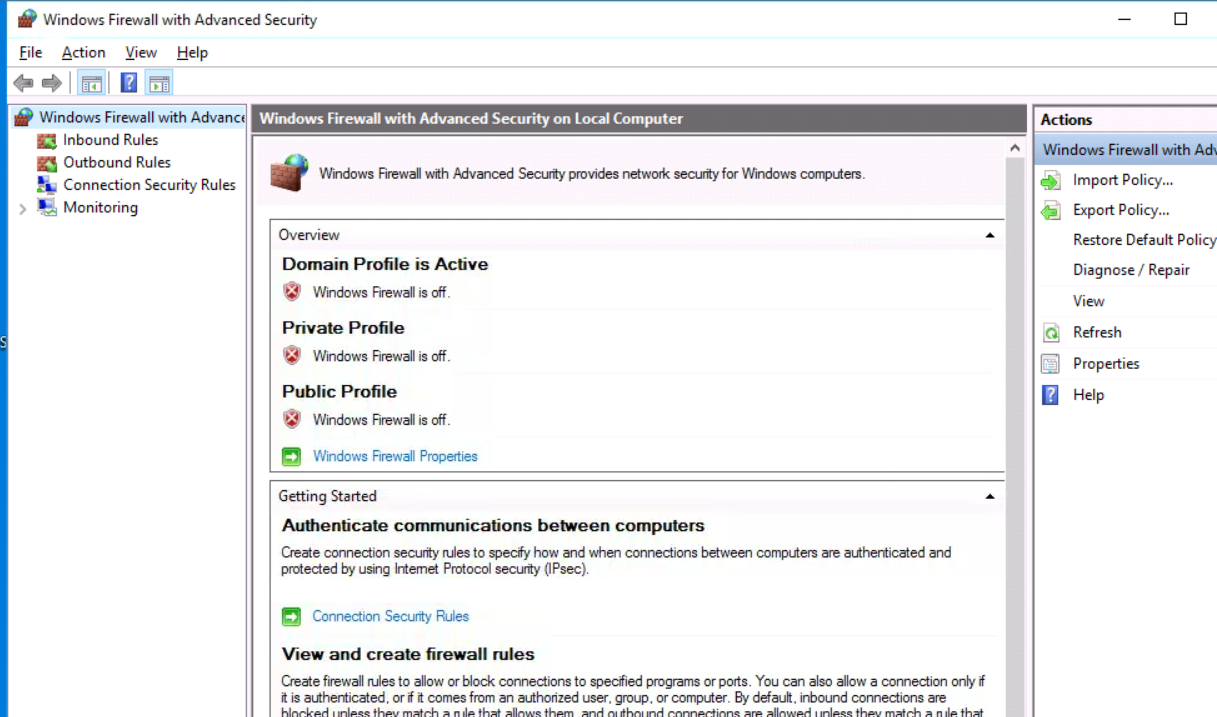 Windows Firewall with Advanced Security
File Action View Help
Windows Firewall with Advance
Inbound Rules
Outbound Rules
Connection Security Rules
Monitoring
Windows Firewall with Advanced Security on Local Computer
Windows Firewall with Advanced Security provides network security for Windows computers.
Overview
Domain Profile is Active
Windows Firewall is off.
Private Profile
Windows Firewall is off.
Public Profile
Windows Firewall is off.
Windows Firewall Properties
Getting Started
Authenticate communications between computers
Create connection security rules to specify how and when connections between computers are authenticated and
protected by using Internet Protocol security (IPsec).
Connection Security Rules
View and create firewall rules
Create firewall rules to allow or block connections to specified programs or ports. You can also allow a connection only if
it is authenticated, or if it comes from an authorized user, group, or computer. By default, inbound connections are
blocked unless they match a rule that allows them, and outbound connections are allowed unless they match a rule that
Actions
Windows Firewall with Adv
Import Policy...
Export Policy...
Restore Default Policy
Diagnose / Repair
View
Refresh
Properties
Help
S